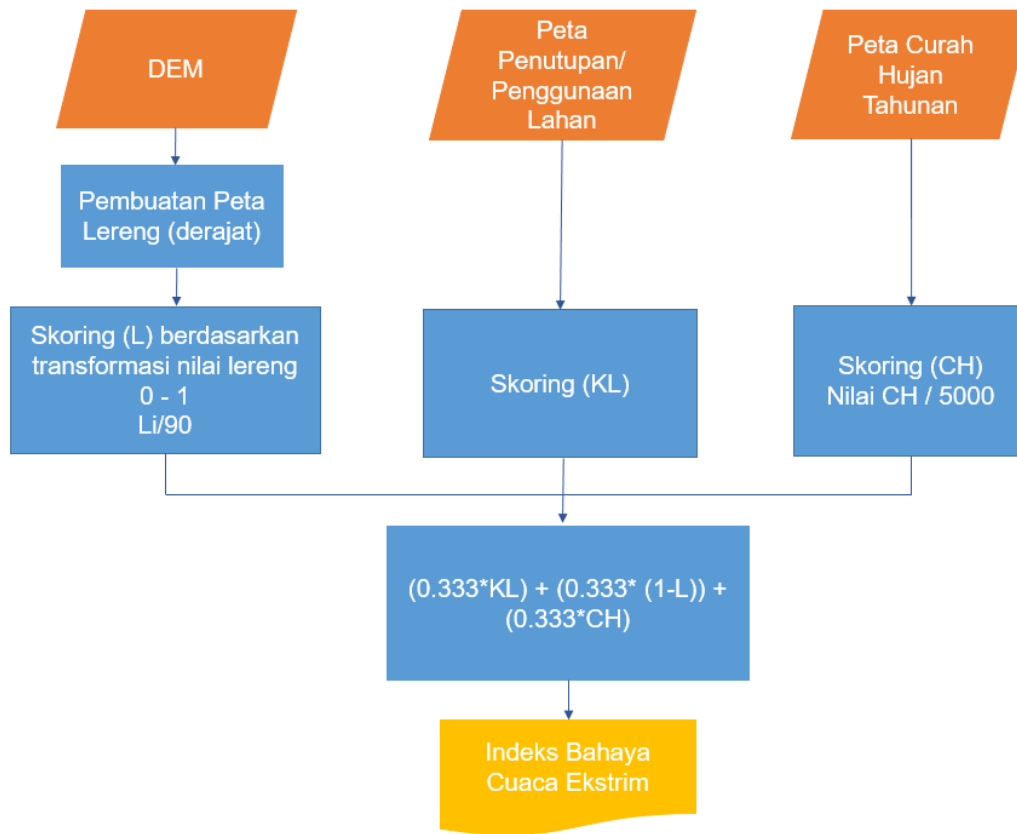 DEM
Peta
Penutupan/
Penggunaan
Lahan
Peta Curah
Hujan
Tahunan
Pembuatan Peta
Lereng (derajat)
Skoring (L) berdasarkan
transformasi nilai lereng
0 - 1
Li/90
Skoring (KL)
Skoring (CH)
Nilai CH / 5000
(0.333*KL) + (0.333* (1-L)) +
(0.333*CH)
Indeks Bahaya
Cuaca Ekstrim